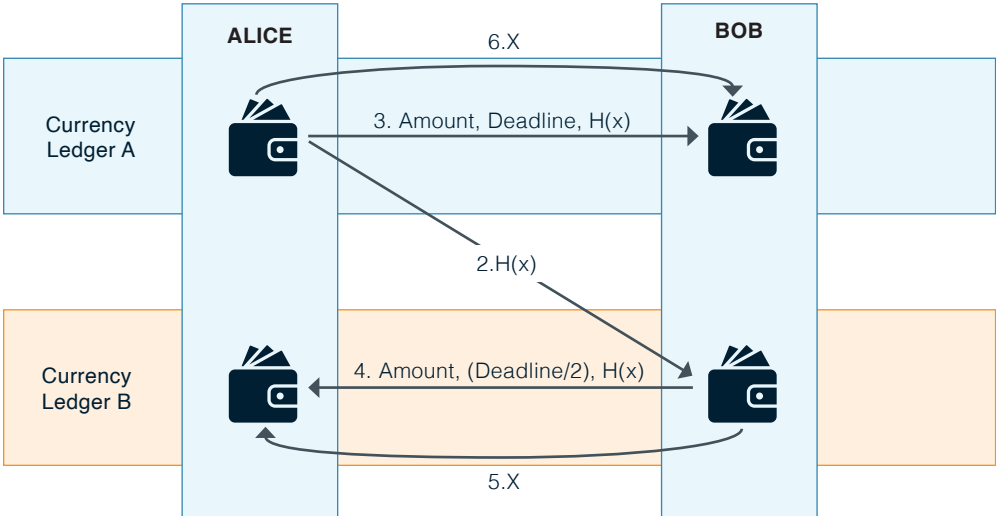 ALICE
BOB
6.X
Currency
Ledger A
3. Amount, Deadline, H(x)
2.H(x)
Currency
Ledger B
4. Amount, (Deadline/2), H(x)
5.X